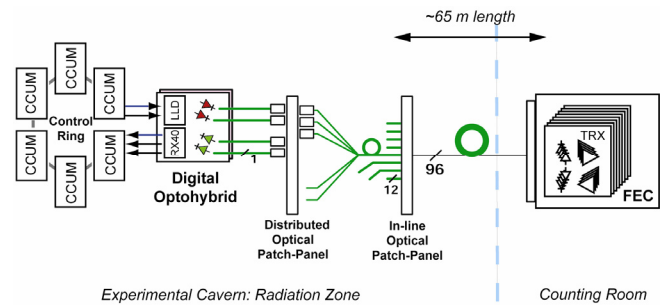 ~65 m length
CCUM
CCUM
CCUM
Control
Ring
CCUM
CCUM
CCUM
LLD
RX40
Digital
Optohybrid
1
Distributed
Optical
Patch-Panel
12
In-line
Optical
Patch-Panel
96
TRX
FEC
Experimental Cavern: Radiation Zone
Counting Room